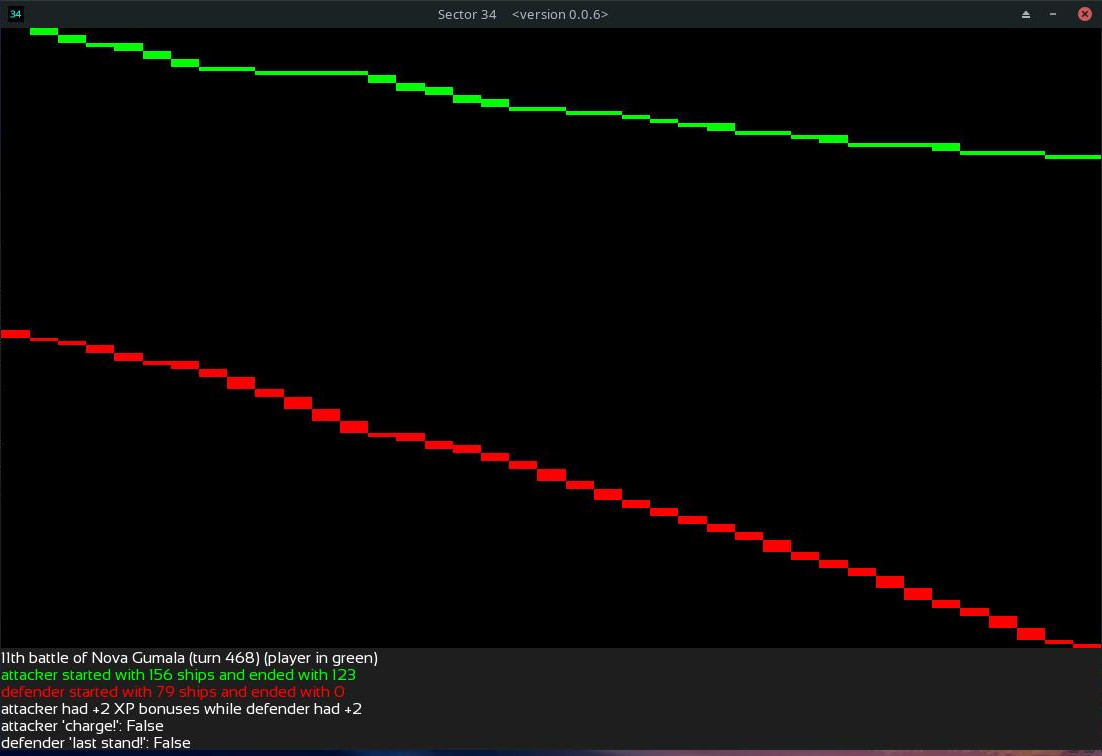 34 Sector 34 <version 0.0.6>
11th battle of Nova Gumala (turn 468) (player in green)
attacker started with 156 ships and ended with 123
defender started with 79 ships and ended with 0
attacker had +2 XP bonuses while defender had +2
attacker 'charge!': False
defender 'last stand!': False